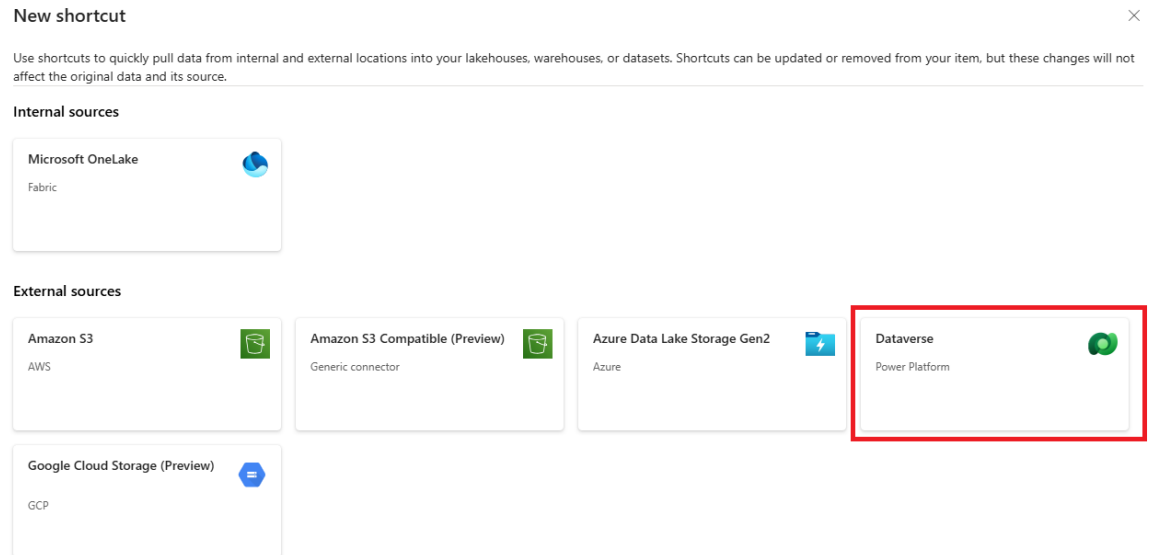 New shortcut
Use shortcuts to quickly pull data from internal and external locations into your lakehouses, warehouses, or datasets. Shortcuts can be updated or removed from your item, but these changes will not
affect the original data and its source.
Internal sources
Microsoft OneLake
Fabric
External sources
Amazon S3
AWS
Amazon S3 Compatible (Preview)
Generic connector
Azure Data Lake Storage Gen2
Azure
Dataverse
Power Platform
Google Cloud Storage (Preview)
GCP